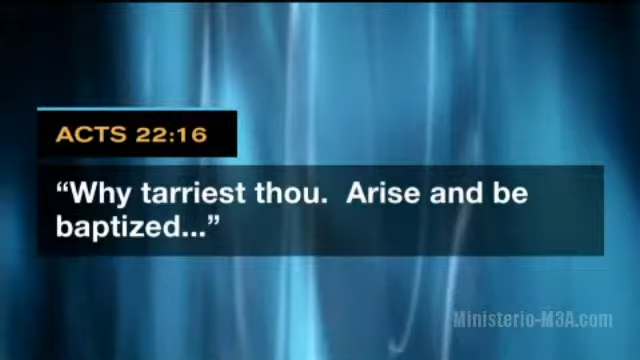 ACTS 22:16
“Why tarriest thou.  Arise and be
baptized...”
Ministerio-M3A.com